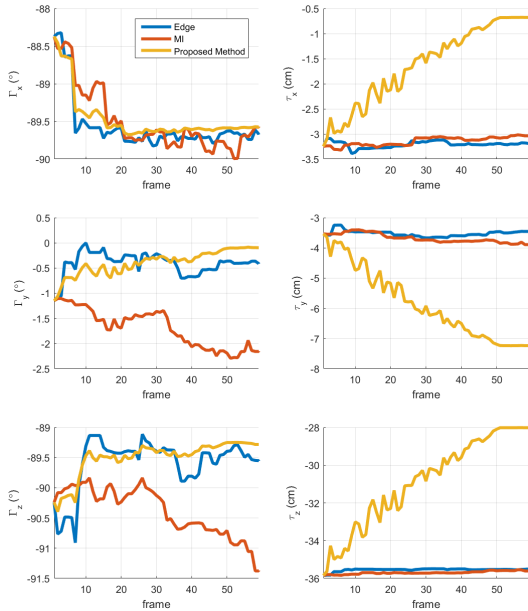 -88
-88.5
-89
-89.5
-90
Γx (°)
Edge
MI
Proposed Method
10 20 30 40 50
frame
-0.5
-1
-1.5
-2
-2.5
-3
-3.5
τx (cm)
10 20 30 40 50
frame
0.5
0
-0.5
-1
-1.5
-2
-2.5
Γy (°)
10 20 30 40 50
frame
-3
-4
-5
-6
-7
-8
τy (cm)
10 20 30 40 50
frame
-89
-89.5
-90
-90.5
-91
-91.5
Γz (°)
10 20 30 40 50
frame
-28
-30
-32
-34
-36
τz (cm)
10 20 30 40 50
frame